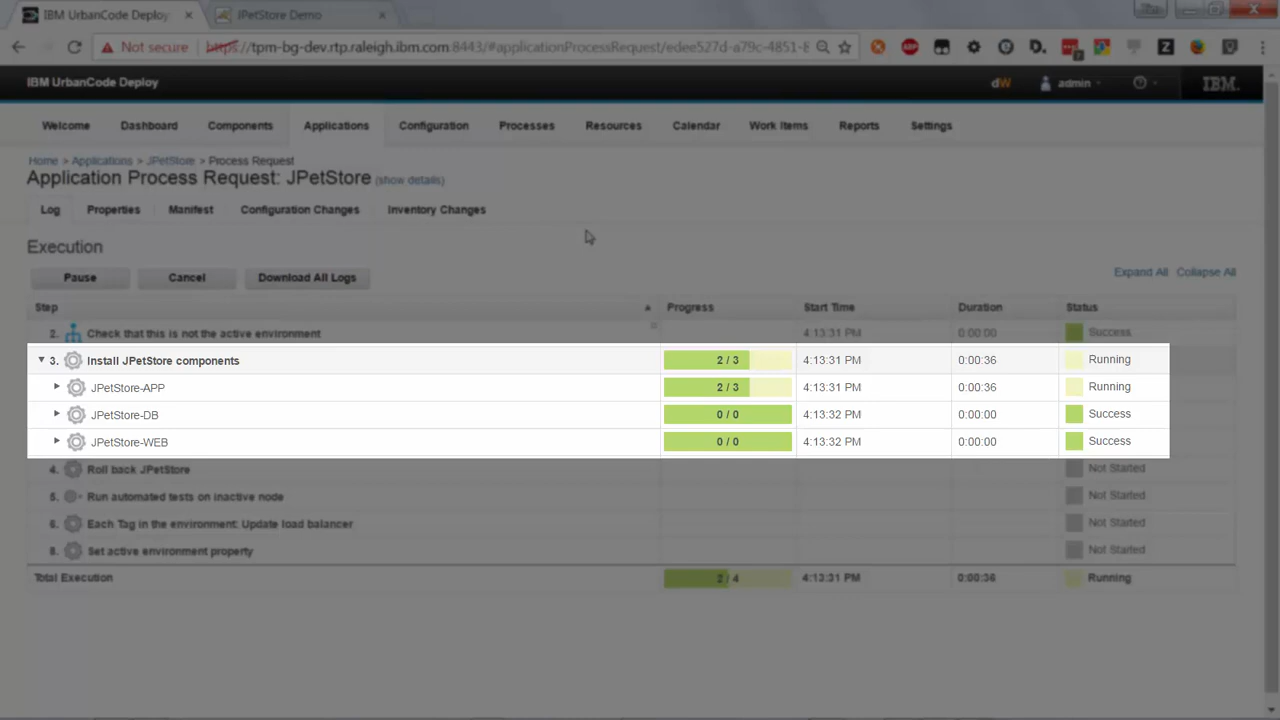 IBM UrbanCode Deploy
JPetStore Demo
Not secure https://tpm-bg-dev.rtp.raleigh.ibm.com:8443/#applicationProcessRequest/edee527d-a79c-4851-8
IBM UrbanCode Deploy
dW admin IBM.
Welcome Dashboard Components Applications Configuration Processes Resources Calendar Work Items Reports Settings
Home > Applications > JPetStore > Process Request
Application Process Request: JPetStore (show details)
Log Properties Manifest Configuration Changes Inventory Changes
Execution
Pause Cancel Download All Logs Expand All Collapse All
Step Progress Start Time Duration Status
2. Check that this is not the active environment 4:13:31 PM 0:00:00 Success
3. Install JPetStore components 2 / 3 4:13:31 PM 0:00:36 Running
JPetStore-APP 2 / 3 4:13:31 PM 0:00:36 Running
JPetStore-DB 0 / 0 4:13:32 PM 0:00:00 Success
JPetStore-WEB 0 / 0 4:13:32 PM 0:00:00 Success
4. Roll back JPetStore Not Started
5. Run automated tests on inactive node Not Started
6. Each Tag in the environment: Update load balancer Not Started
8. Set active environment property Not Started
Total Execution 2 / 4 4:13:31 PM 0:00:36 Running